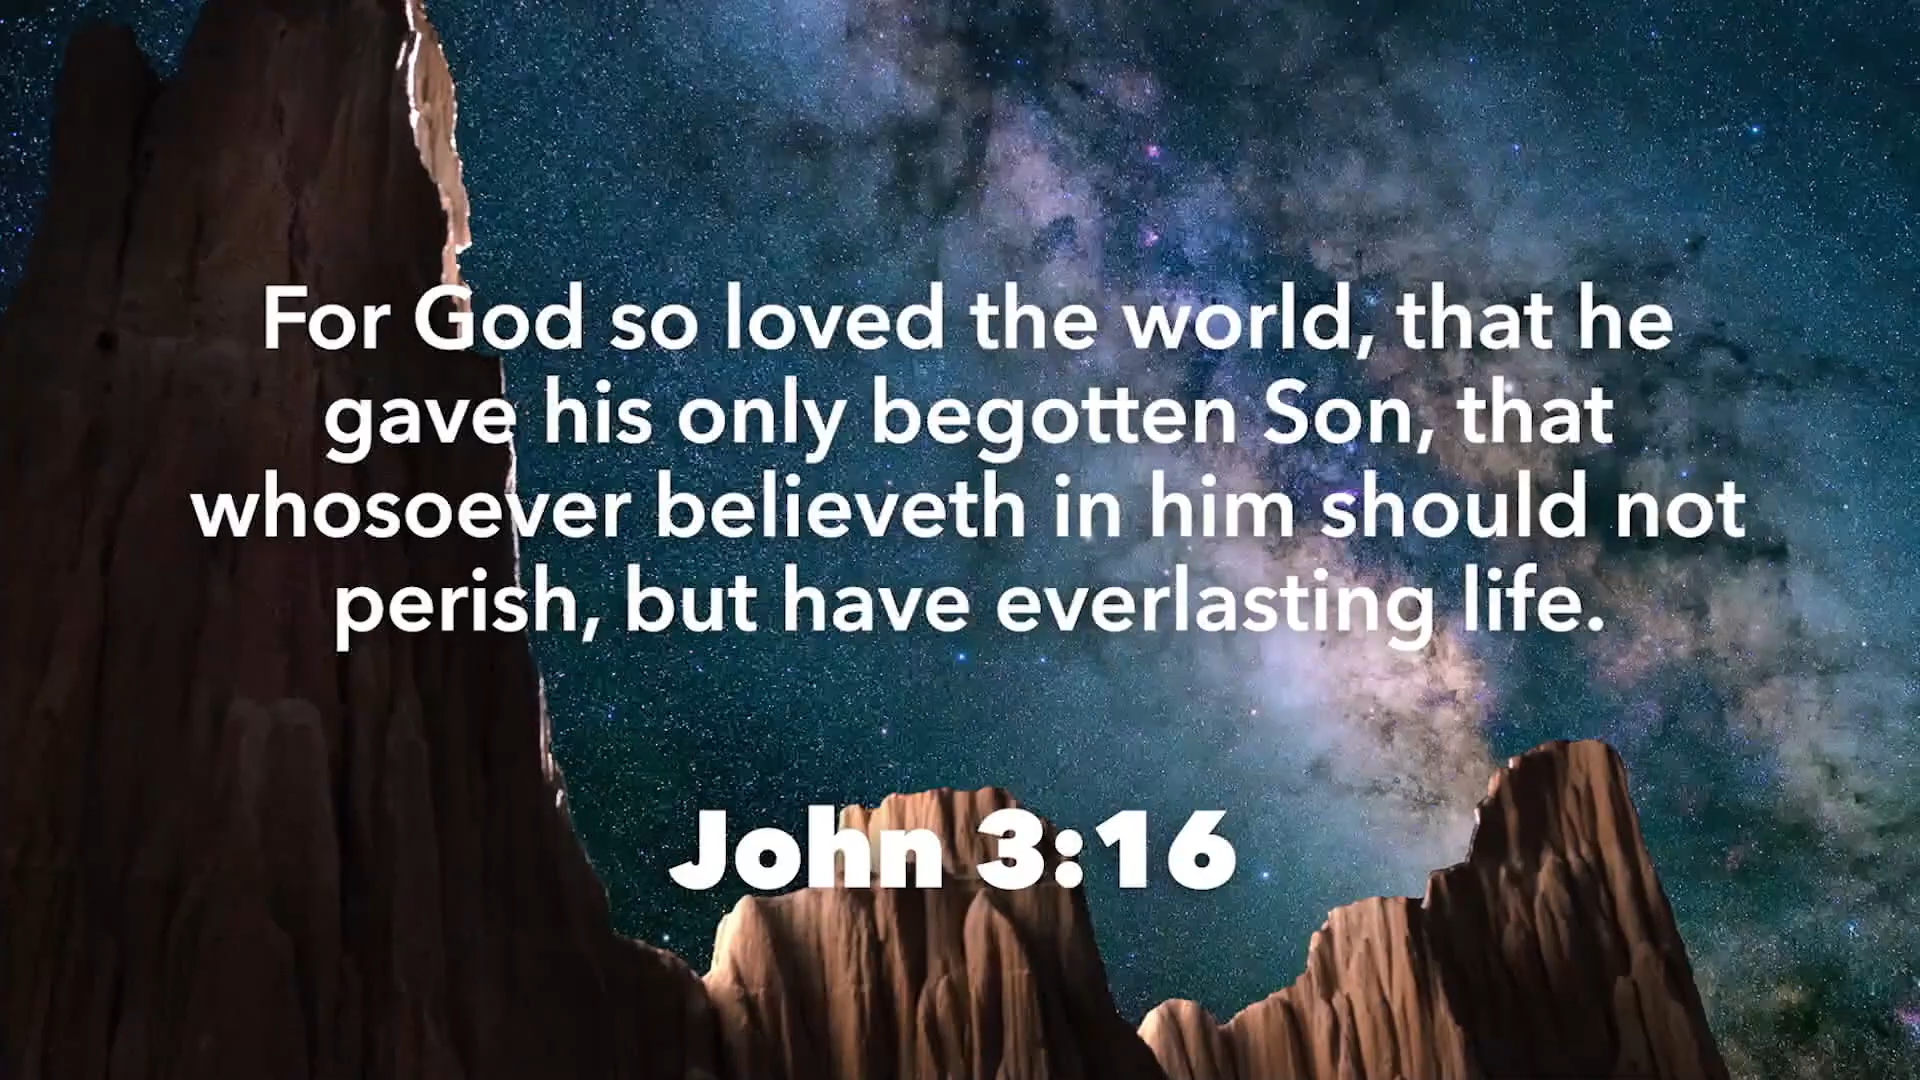 For God so loved the world, that he
gave his only begotten Son, that
whosoever believeth in him should not
perish, but have everlasting life.
John 3:16